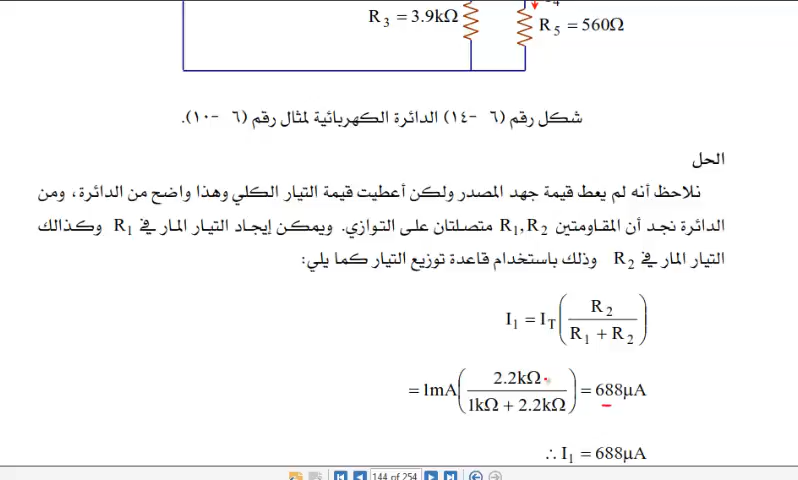 R3 = 3.9kΩ
R5 = 560Ω
شكل رقم (٦ -١٤) الدائرة الكهربائية لمثال رقم (٦ -١٠).
الحل
نلاحظ أنه لم يعط قيمة جهد المصدر ولكن أعطيت قيمة التيار الكلي وهذا واضح من الدائرة، ومن
الدائرة نجد أن المقاومتين R1,R2 متصلتان على التوازي. ويمكن إيجاد التيار المار في R1 وكذالك
التيار المار في R2 وذلك باستخدام قاعدة توزيع التيار كما يلي:
I1 = IT (R2 / (R1 + R2))
= 1mA (2.2kΩ / (1kΩ + 2.2kΩ)) = 688μA
∴ I1 = 688μA
144 of 254